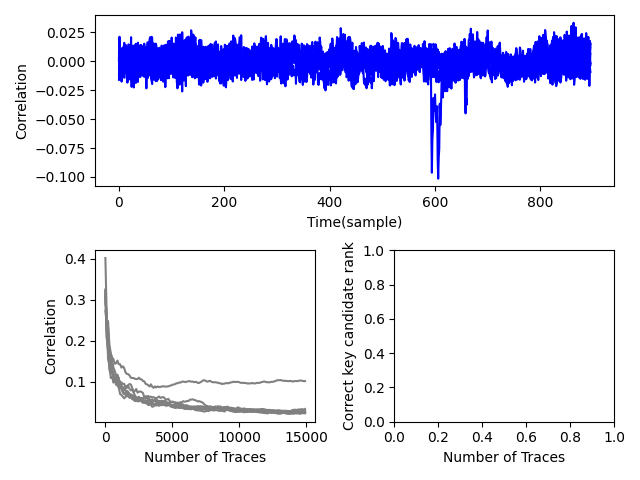 0.025
0.000
−0.025
−0.050
−0.075
−0.100
Correlation
0 200 400 600 800
Time(sample)
0.4
0.3
0.2
0.1
Correlation
0 5000 10000 15000
Number of Traces
1.0
0.8
0.6
0.4
0.2
0.0
Correct key candidate rank
0.0 0.2 0.4 0.6 0.8 1.0
Number of Traces